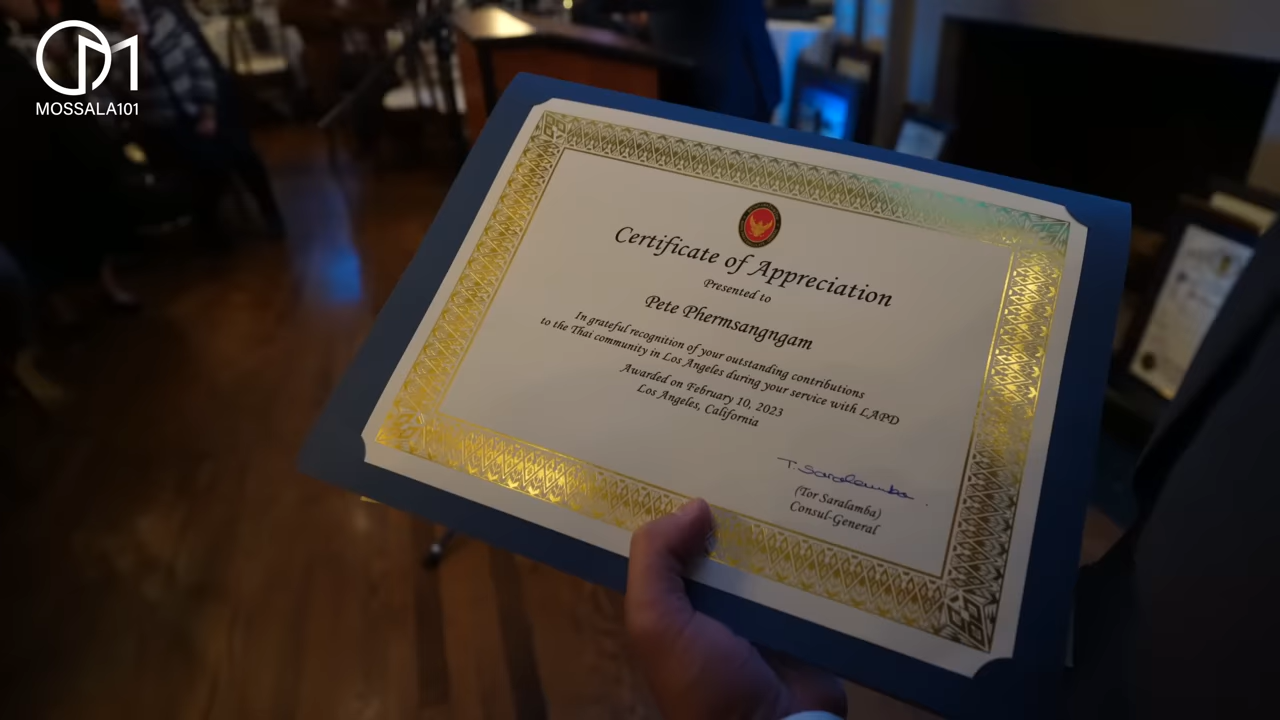 MOSSALA101
Certificate of Appreciation
Presented to
Pete Phermsangngam
In grateful recognition of your outstanding contributions
to the Thai community in Los Angeles during your service with LAPD
Awarded on February 10, 2023
Los Angeles, California
T. Saralamba
(Tor Saralamba)
Consul-General